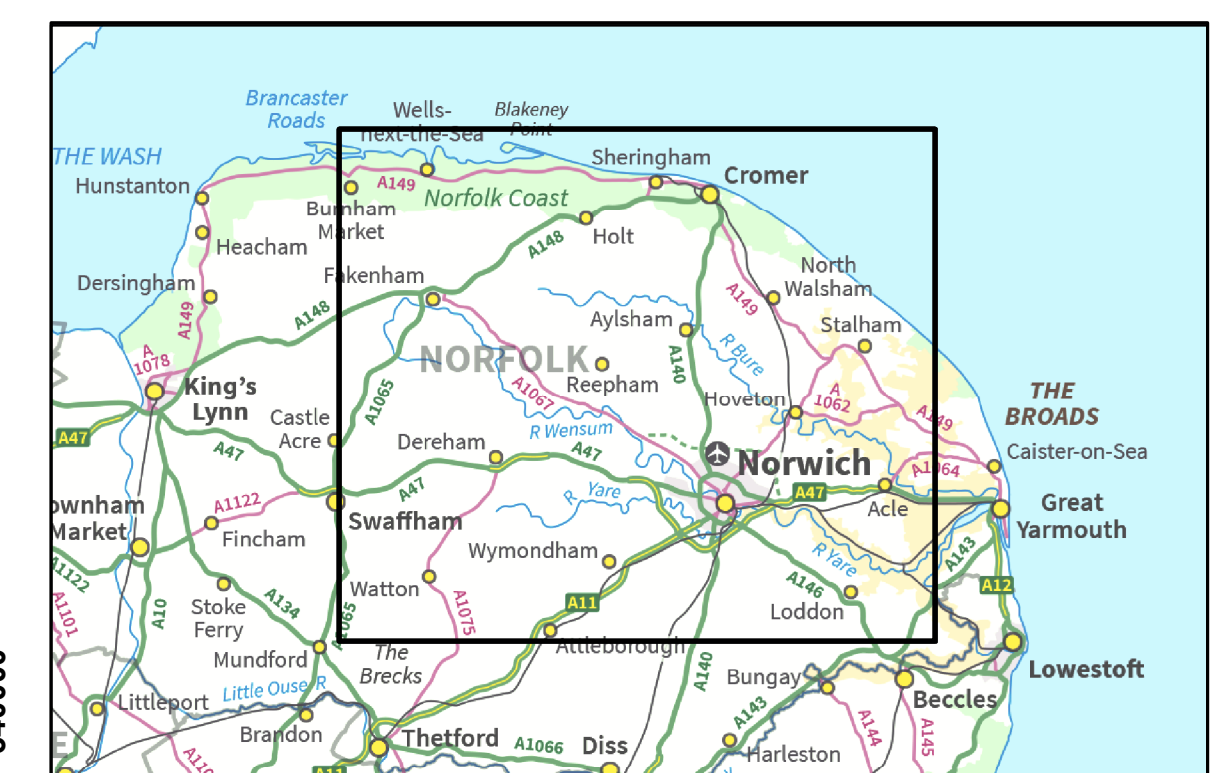 Brancaster
Roads
Wells-
next-the-Sea
Blakeney
Point
THE WASH
Hunstanton
A149
Sheringham
Cromer
Norfolk Coast
Burnham
Market
Heacham
Holt
A148
Dersingham
Fakenham
North
Walsham
A149
A148
A149
Aylsham
Stalham
R Bure
A
1078
NORFOLK
A140
Reepham
King's
Lynn
A1065
A1067
Hoveton
A
1062
THE
BROADS
A149
Castle
Acre
A47
A47
Dereham
R Wensum
A47
Norwich
Caister-on-Sea
A1064
A47
R Yare
A47
Acle
Great
Yarmouth
ownham
Market
A1122
Swaffham
Fincham
Wymondham
R Yare
A143
A1122
A12
Watton
A146
Loddon
A1101
A10
Stoke
Ferry
A134
A1065
A1075
A11
Attleborough
Mundford
The
Brecks
A140
Bungay
Lowestoft
Little Ouse R
Littleport
Beccles
A143
A144
A145
Brandon
Thetford
A1066
Diss
Harleston
E
A11